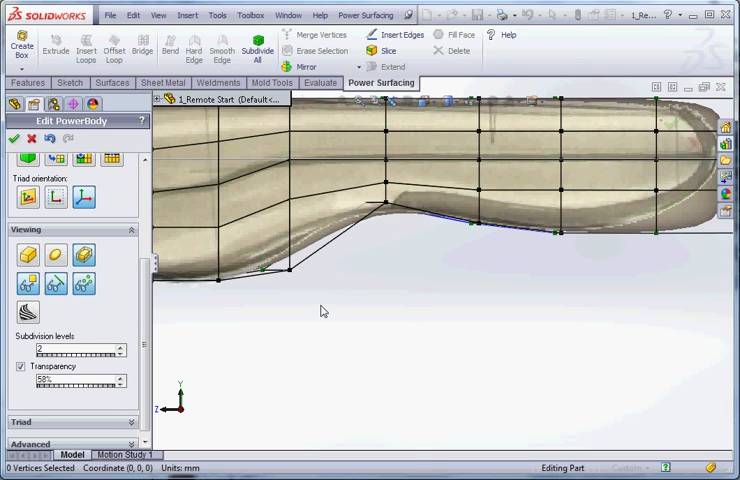 SOLIDWORKS File Edit View Insert Tools Toolbox Window Power Surfacing 1_Re... ?
Create Box Extrude Insert Loops Offset Loop Bridge Bend Hard Edge Smooth Edge Subdivide All Merge Vertices Insert Edges Fill Face Help
Erase Selection Slice Delete
Mirror Extend
Features Sketch Surfaces Sheet Metal Weldments Mold Tools Evaluate Power Surfacing
1_Remote Start (Default<...
Edit PowerBody ?
Triad orientation:
Viewing
Subdivision levels
2
Transparency
58%
Triad
Advanced
Y
Z
Model Motion Study 1
0 Vertices Selected Coordinate (0, 0, 0) Units: mm Editing Part Custom